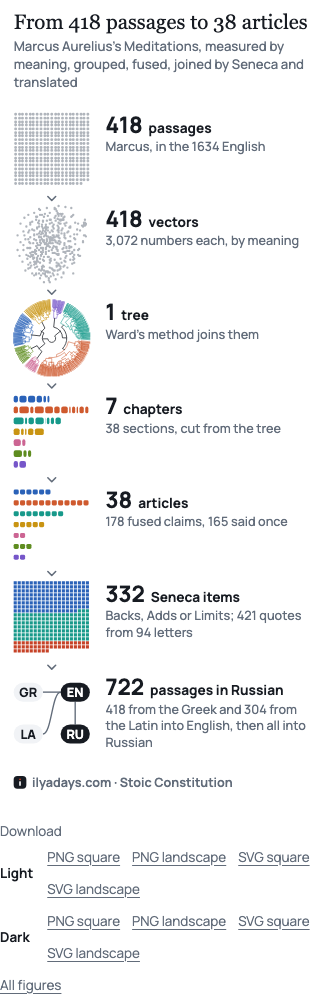 From 418 passages to 38 articles
Marcus Aurelius's Meditations, measured by
meaning, grouped, fused, joined by Seneca and
translated
418 passages
Marcus, in the 1634 English
418 vectors
3,072 numbers each, by meaning
1 tree
Ward's method joins them
7 chapters
38 sections, cut from the tree
38 articles
178 fused claims, 165 said once
332 Seneca items
Backs, Adds or Limits; 421 quotes
from 94 letters
GR EN
LA RU
722 passages in Russian
418 from the Greek and 304 from
the Latin into English, then all into
Russian
ilyadays.com · Stoic Constitution
Download
Light
PNG square PNG landscape SVG square
SVG landscape
Dark
PNG square PNG landscape SVG square
SVG landscape
All figures